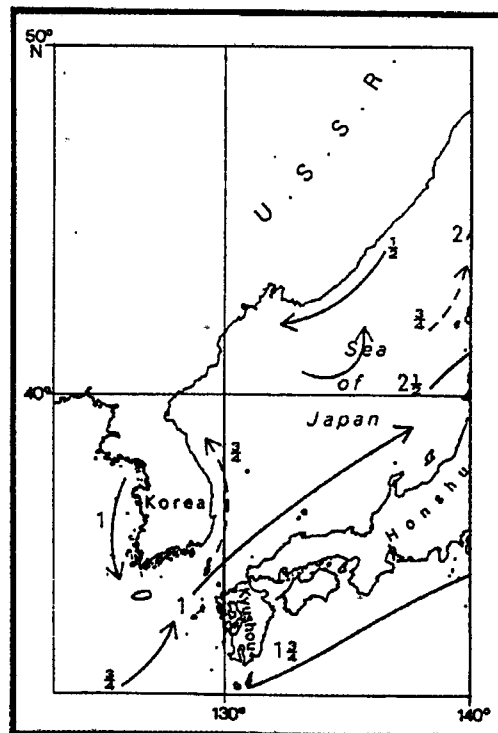 50°
N
U. S. S. R
2
½
¾
Sea
of
40°
2½
Japan
¾
Korea
1
Honshu
1
Kyushou
1¾
¾
130°
140°